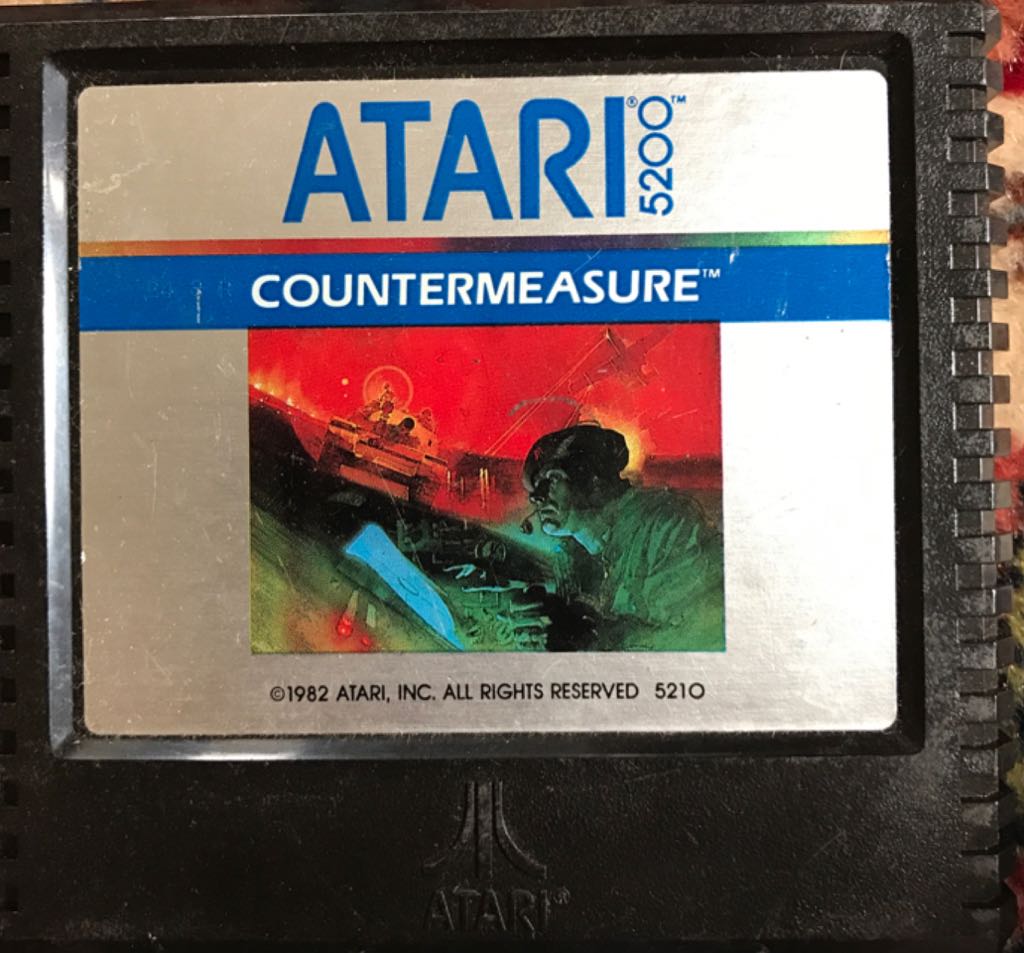 ATARI® 5200™
COUNTERMEASURE™
©1982 ATARI, INC. ALL RIGHTS RESERVED 5210
ATARI®